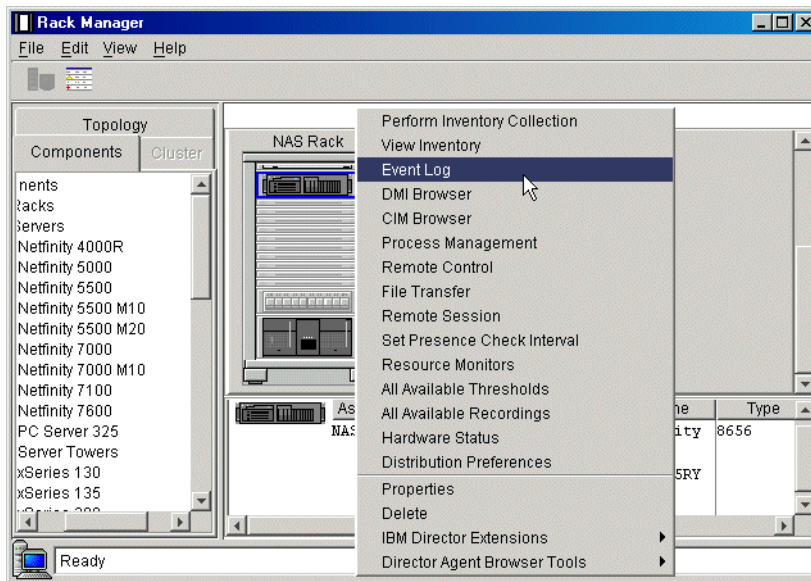 Rack Manager
File Edit View Help
Topology
Components Cluster
nents
Racks
Servers
Netfinity 4000R
Netfinity 5000
Netfinity 5500
Netfinity 5500 M10
Netfinity 5500 M20
Netfinity 7000
Netfinity 7000 M10
Netfinity 7100
Netfinity 7600
PC Server 325
Server Towers
xSeries 130
xSeries 135
NAS Rack
Perform Inventory Collection
View Inventory
Event Log
DMI Browser
CIM Browser
Process Management
Remote Control
File Transfer
Remote Session
Set Presence Check Interval
Resource Monitors
All Available Thresholds
All Available Recordings
Hardware Status
Distribution Preferences
Properties
Delete
IBM Director Extensions
Director Agent Browser Tools
As ne Type
NAS ity 8656
5RY
Ready